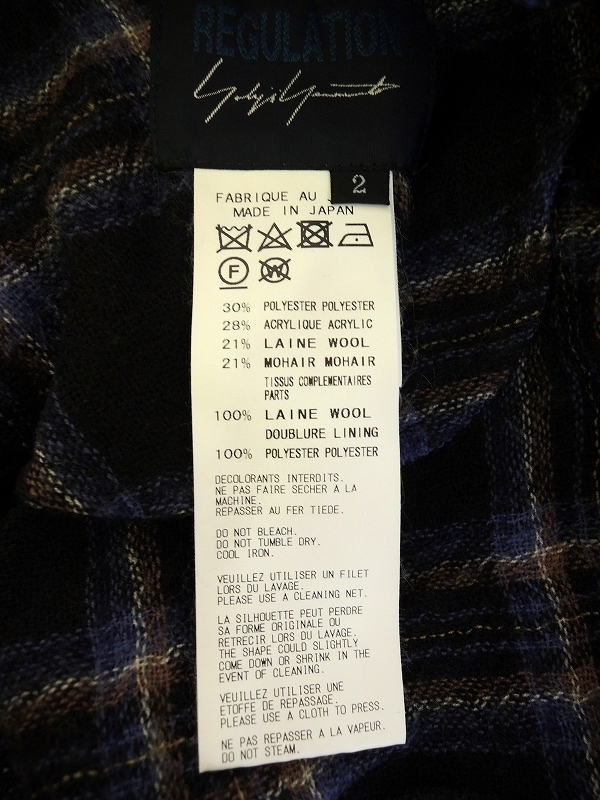 REGULATION
Yohji Yamamoto
2
FABRIQUE AU
MADE IN JAPAN
F
W
30% POLYESTER POLYESTER
28% ACRYLIQUE ACRYLIC
21% LAINE WOOL
21% MOHAIR MOHAIR
TISSUS COMPLEMENTAIRES
PARTS
100% LAINE WOOL
DOUBLURE LINING
100% POLYESTER POLYESTER
DECOLORANTS INTERDITS.
NE PAS FAIRE SECHER A LA
MACHINE.
REPASSER AU FER TIEDE.
DO NOT BLEACH.
DO NOT TUMBLE DRY.
COOL IRON.
VEUILLEZ UTILISER UN FILET
LORS DU LAVAGE.
PLEASE USE A CLEANING NET.
LA SILHOUETTE PEUT PERDRE
SA FORME ORIGINALE OU
RETRECIR LORS DU LAVAGE.
THE SHAPE COULD SLIGHTLY
COME DOWN OR SHRINK IN THE
EVENT OF CLEANING.
VEUILLEZ UTILISER UNE
ETOFFE DE REPASSAGE.
PLEASE USE A CLOTH TO PRESS.
NE PAS REPASSER A LA VAPEUR.
DO NOT STEAM.